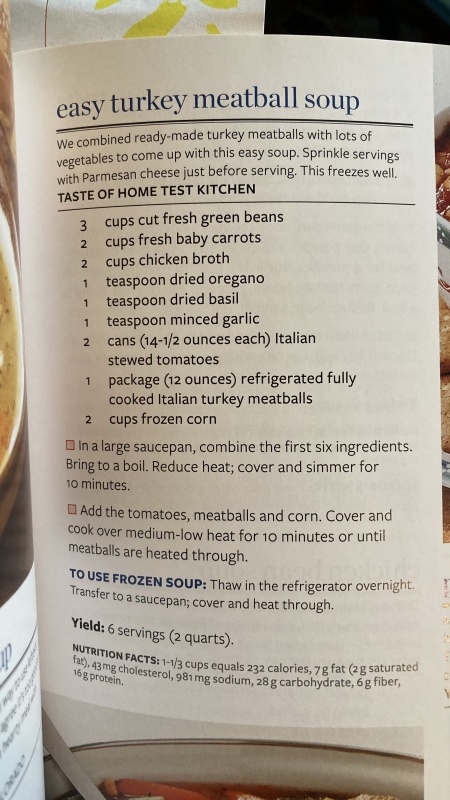 easy turkey meatball soup
We combined ready-made turkey meatballs with lots of
vegetables to come up with this easy soup. Sprinkle servings
with Parmesan cheese just before serving. This freezes well.
TASTE OF HOME TEST KITCHEN
3 cups cut fresh green beans
2 cups fresh baby carrots
2 cups chicken broth
1 teaspoon dried oregano
1 teaspoon dried basil
1 teaspoon minced garlic
2 cans (14-1/2 ounces each) Italian
stewed tomatoes
1 package (12 ounces) refrigerated fully
cooked Italian turkey meatballs
2 cups frozen corn
In a large saucepan, combine the first six ingredients.
Bring to a boil. Reduce heat; cover and simmer for
10 minutes.
Add the tomatoes, meatballs and corn. Cover and
cook over medium-low heat for 10 minutes or until
meatballs are heated through.
TO USE FROZEN SOUP: Thaw in the refrigerator overnight.
Transfer to a saucepan; cover and heat through.
Yield: 6 servings (2 quarts).
NUTRITION FACTS: 1-1/3 cups equals 232 calories, 7 g fat (2 g saturated
fat), 43 mg cholesterol, 981 mg sodium, 28 g carbohydrate, 6 g fiber,
16 g protein.